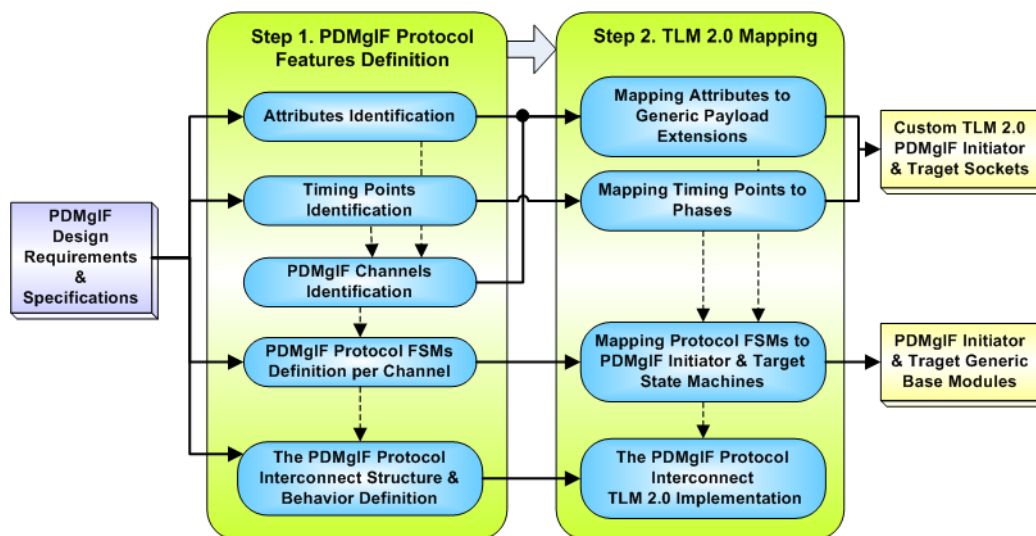 Step 1. PDMgIF Protocol
Features Definition
Step 2. TLM 2.0 Mapping
Attributes Identification
Mapping Attributes to
Generic Payload
Extensions
Custom TLM 2.0
PDMgIF Initiator
& Traget Sockets
Timing Points
Identification
Mapping Timing Points to
Phases
PDMgIF
Design
Requirements
&
Specifications
PDMgIF Channels
Identification
PDMgIF Protocol FSMs
Definition per Channel
Mapping Protocol FSMs to
PDMgIF Initiator & Target
State Machines
PDMgIF Initiator
& Traget Generic
Base Modules
The PDMgIF Protocol
Interconnect Structure &
Behavior Definition
The PDMgIF Protocol
Interconnect
TLM 2.0 Implementation